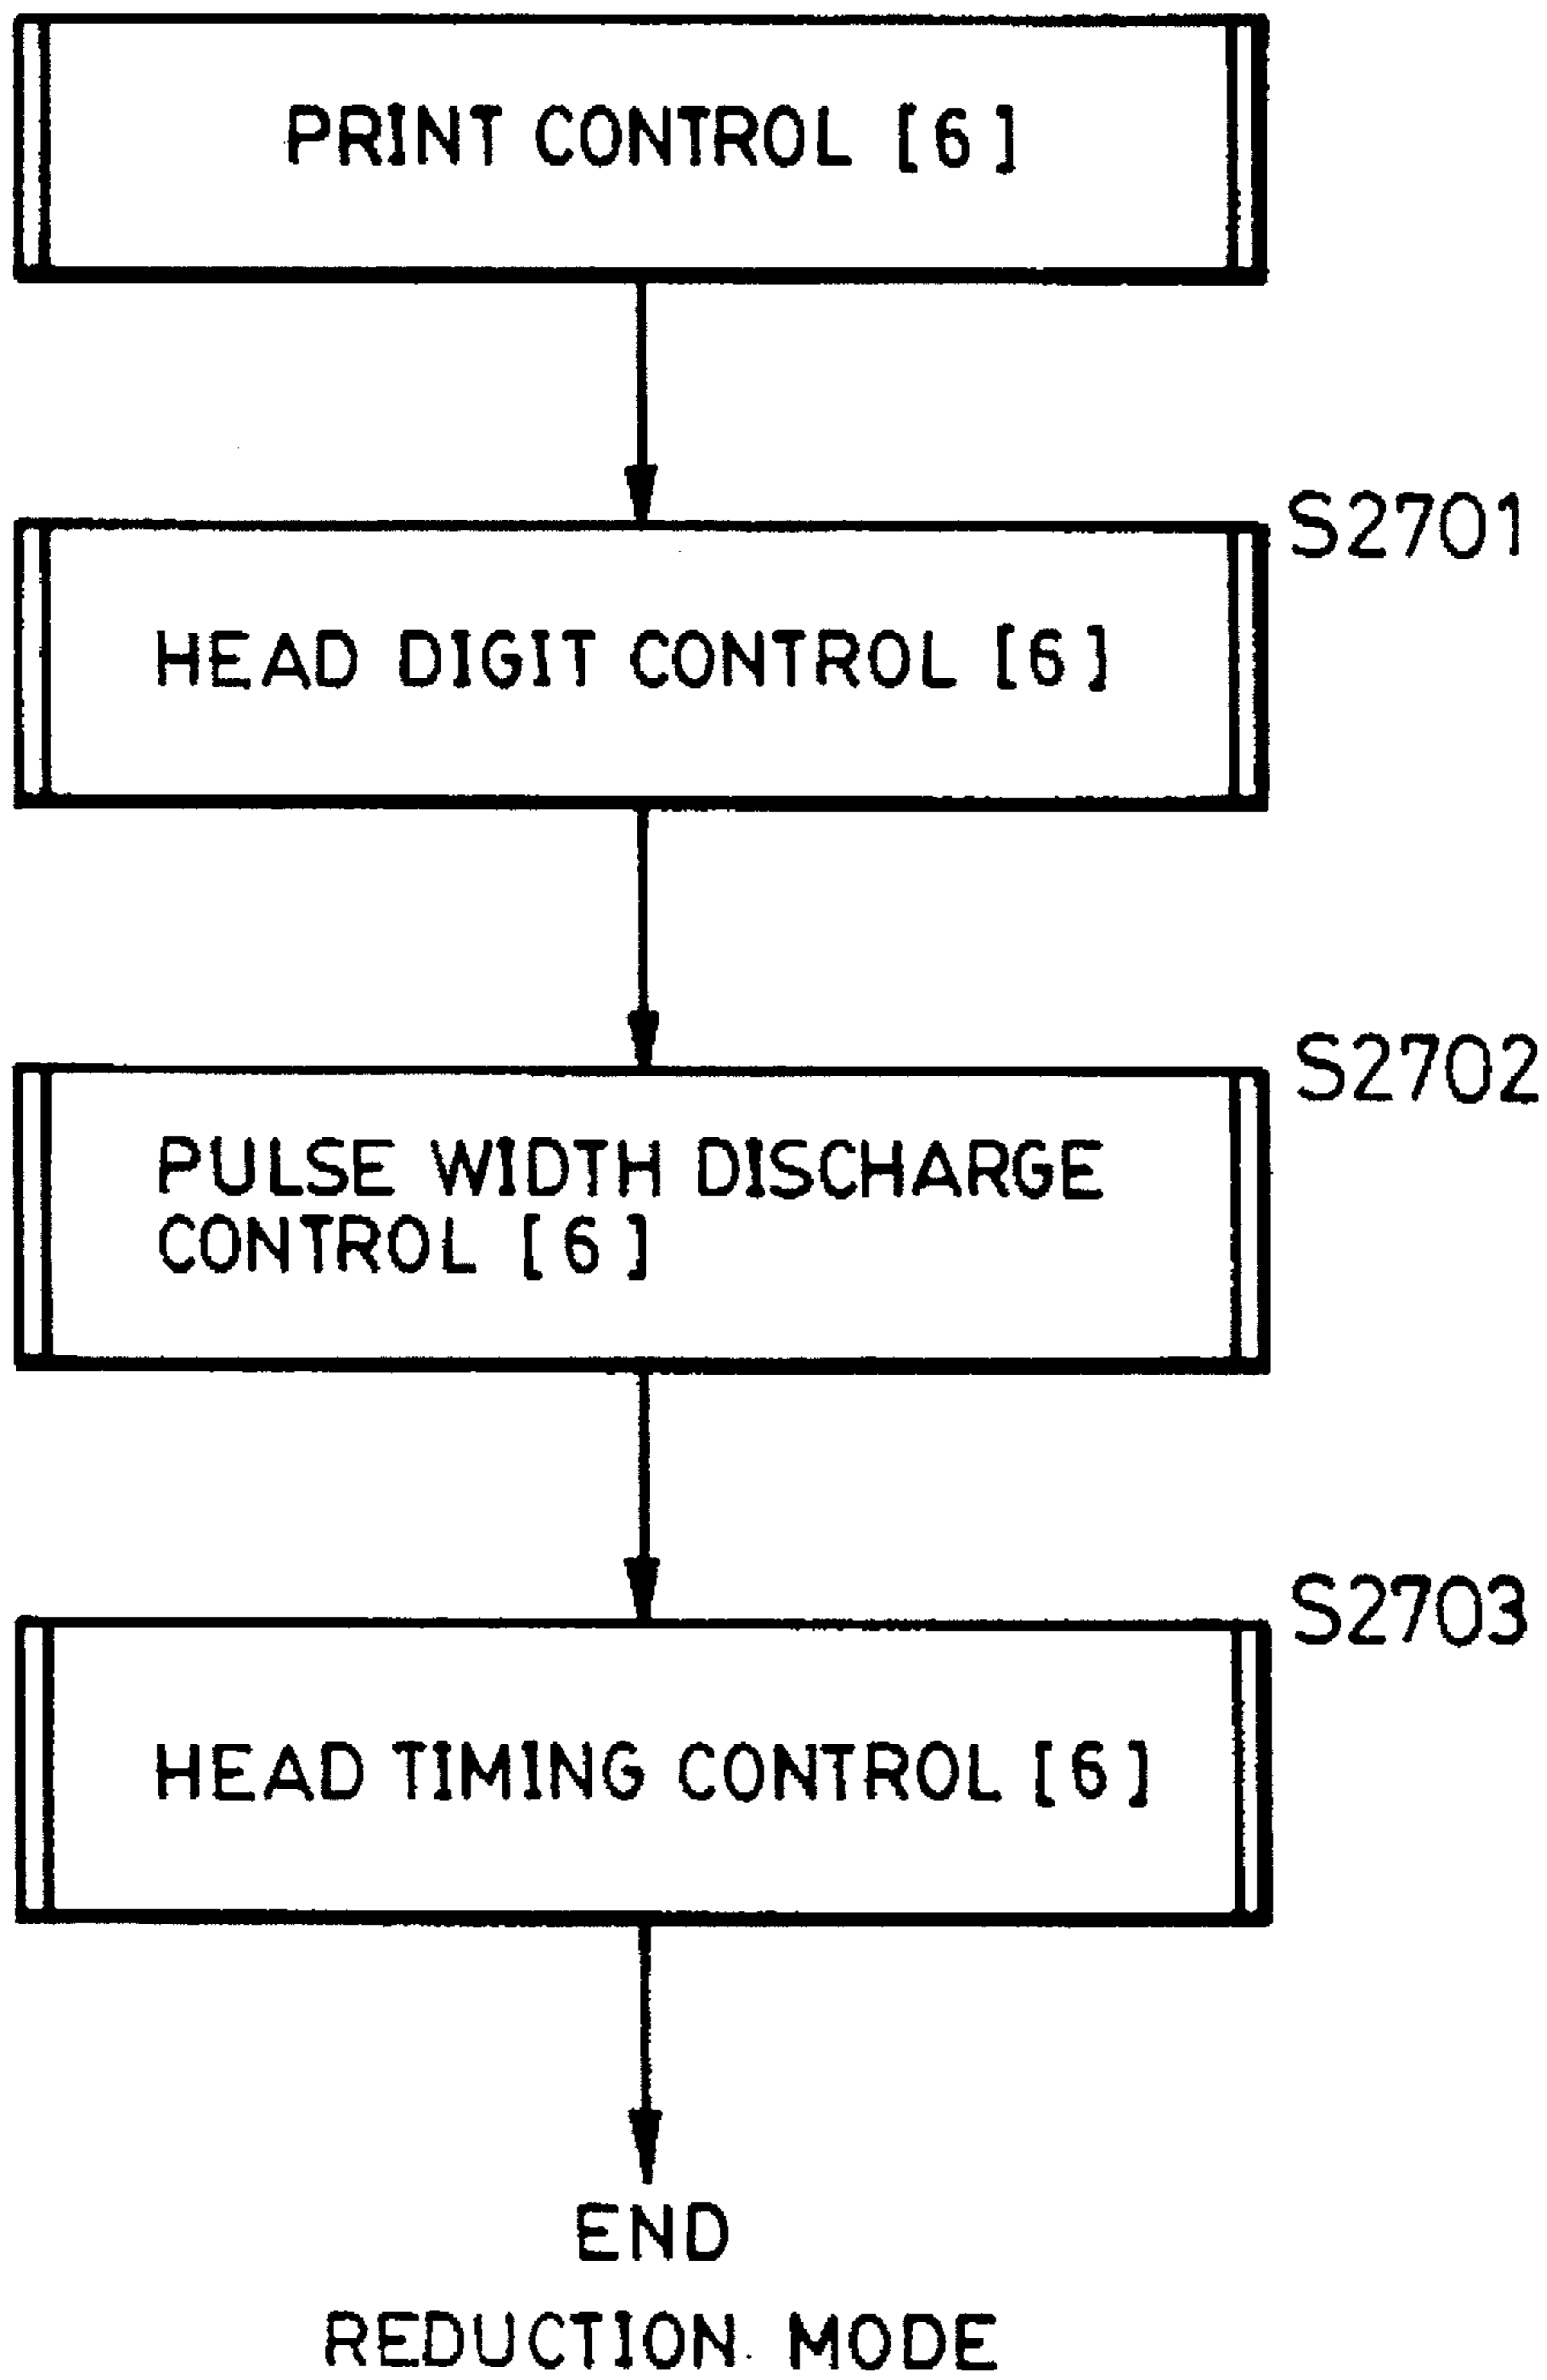 PRINT CONTROL [6]
S2701
HEAD DIGIT CONTROL [6]
S2702
PULSE WIDTH DISCHARGE
CONTROL [6]
S2703
HEAD TIMING CONTROL [6]
END
REDUCTION MODE